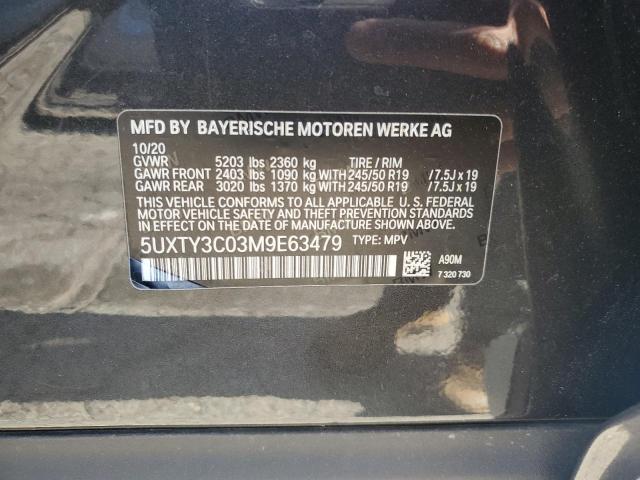 MFD BY BAYERISCHE MOTOREN WERKE AG
10/20
GVWR 5203 lbs 2360 kg TIRE / RIM
GAWR FRONT 2403 lbs 1090 kg WITH 245/50 R19 / 7.5J x 19
GAWR REAR 3020 lbs 1370 kg WITH 245/50 R19 / 7.5J x 19
THIS VEHICLE CONFORMS TO ALL APPLICABLE U. S. FEDERAL
MOTOR VEHICLE SAFETY, BUMPER, AND THEFT PREVENTION STANDARDS
IN EFFECT ON THE DATE OF MANUFACTURE SHOWN ABOVE.
5UXTY3C03M9E63479 TYPE: MPV
A90M
7 320 730